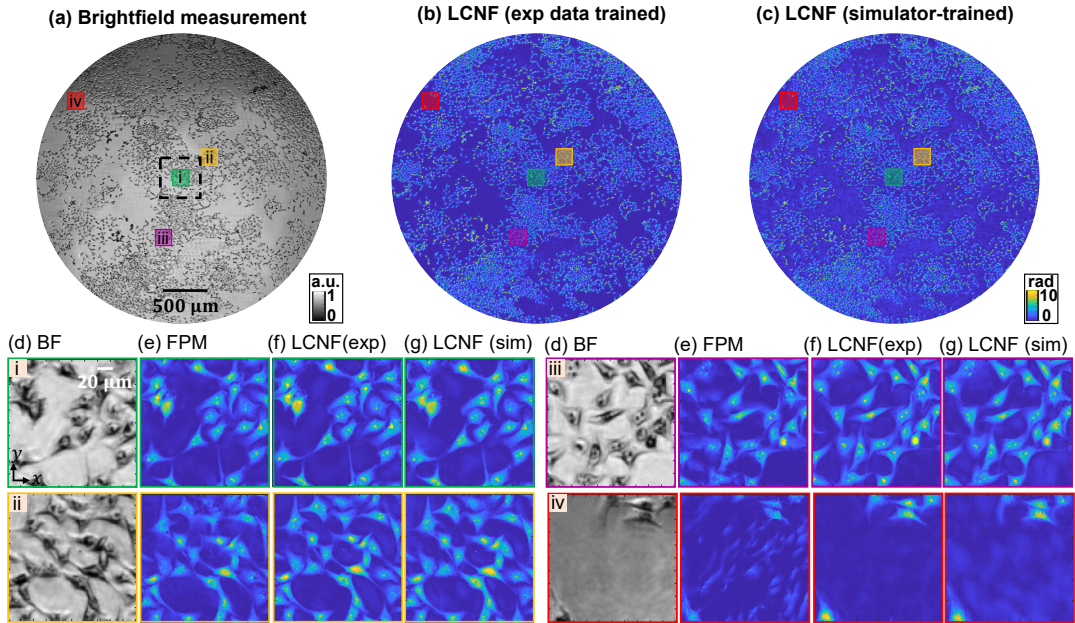 (a) Brightfield measurement
(b) LCNF (exp data trained)
(c) LCNF (simulator-trained)
iv
ii
i
iii
500 μm
a.u.
1
0
rad
10
0
(d) BF
(e) FPM
(f) LCNF(exp)
(g) LCNF (sim)
(d) BF
(e) FPM
(f) LCNF(exp)
(g) LCNF (sim)
i
20 μm
y
x
iii
ii
iv